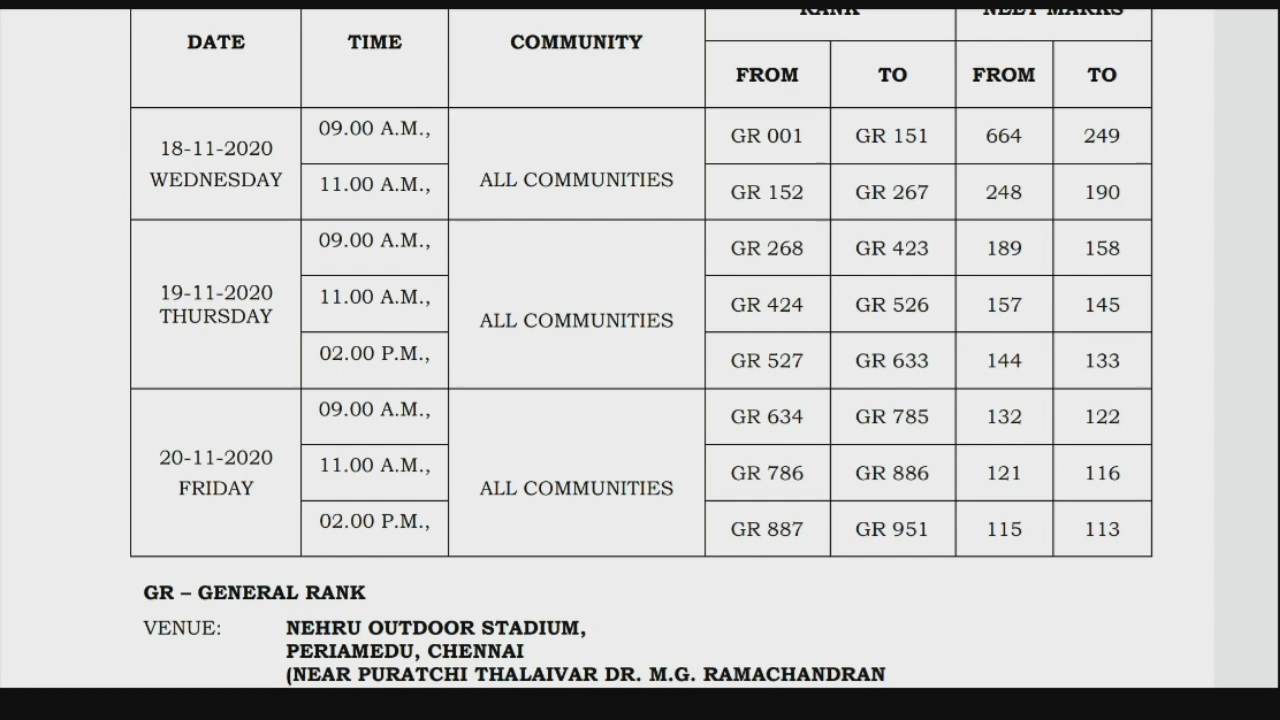 RANK NEET MARKS
DATE TIME COMMUNITY
FROM TO FROM TO
09.00 A.M., GR 001 GR 151 664 249
18-11-2020
WEDNESDAY ALL COMMUNITIES
11.00 A.M., GR 152 GR 267 248 190
09.00 A.M., GR 268 GR 423 189 158
19-11-2020
THURSDAY
11.00 A.M., GR 424 GR 526 157 145
ALL COMMUNITIES
02.00 P.M., GR 527 GR 633 144 133
09.00 A.M., GR 634 GR 785 132 122
20-11-2020
FRIDAY
11.00 A.M., GR 786 GR 886 121 116
ALL COMMUNITIES
02.00 P.M., GR 887 GR 951 115 113
GR – GENERAL RANK
VENUE: NEHRU OUTDOOR STADIUM,
PERIAMEDU, CHENNAI
(NEAR PURATCHI THALAIVAR DR. M.G. RAMACHANDRAN